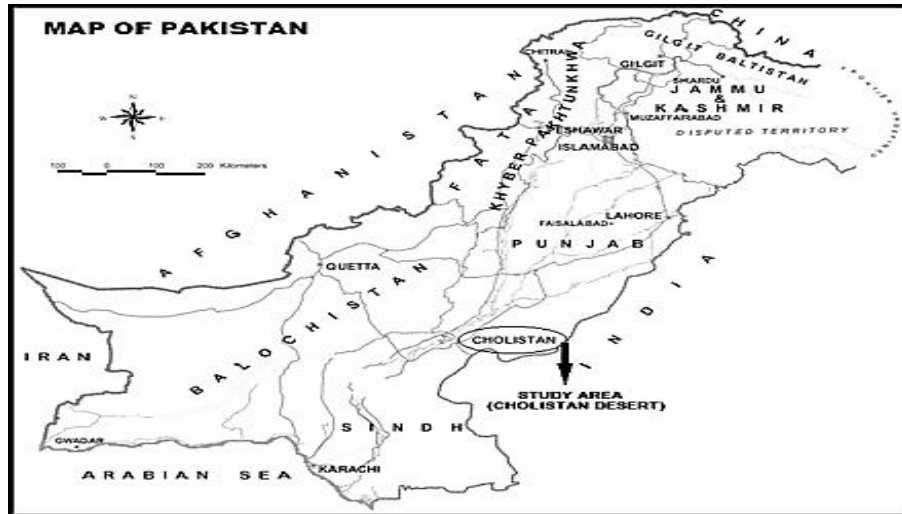 MAP OF PAKISTAN
CHINA
GILGIT BALTISTAN
CHITRAL
GILGIT
SKARDU
JAMMU
&
KASHMIR
MUZAFFARABAD
DISPUTED TERRITORY
FRONTIER UNDEFINED
N
W E
S
100 0 100 200 Kilometers
AFGHANISTAN
FATA
KHYBER PAKHTUNKHWA
PESHAWAR
ISLAMABAD
LAHORE
FAISALABAD
PUNJAB
INDIA
QUETTA
BALOCHISTAN
IRAN
CHOLISTAN
STUDY AREA
{CHOLISTAN DESERT}
SINDH
GWADAR
KARACHI
ARABIAN SEA